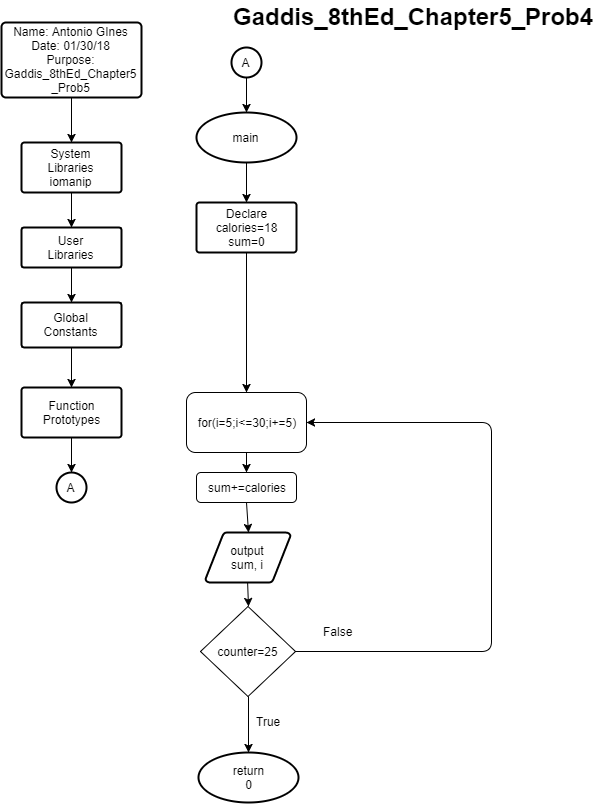 Gaddis_8thEd_Chapter5_Prob4
Name: Antonio GInes
Date: 01/30/18
Purpose:
Gaddis_8thEd_Chapter5
_Prob5
System
Libraries
iomanip
User
Libraries
Global
Constants
Function
Prototypes
A
A
main
Declare
calories=18
sum=0
for(i=5;i<=30;i+=5)
sum+=calories
output
sum, i
counter=25
False
True
return
0